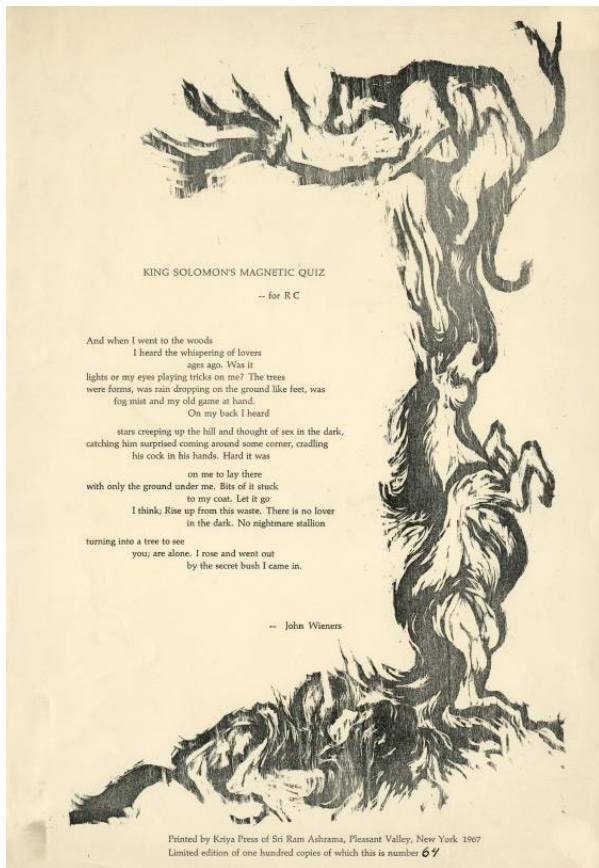 KING SOLOMON'S MAGNETIC QUIZ
-- for R C
And when I went to the woods
I heard the whispering of lovers
ages ago. Was it
lights or my eyes playing tricks on me? The trees
were forms, was rain dropping on the ground like feet, was
fog mist and my old game at hand.
On my back I heard
stars creeping up the hill and thought of sex in the dark,
catching him surprised coming around some corner, cradling
his cock in his hands. Hard it was
on me to lay there
with only the ground under me. Bits of it stuck
to my coat. Let it go
I think; Rise up from this waste. There is no lover
in the dark. No nightmare stallion
turning into a tree to see
you; are alone. I rose and went out
by the secret bush I came in.
-- John Wieners
Printed by Kriya Press of Sri Ram Ashrama, Pleasant Valley, New York 1967
Limited edition of one hundred copies of which this is number 64